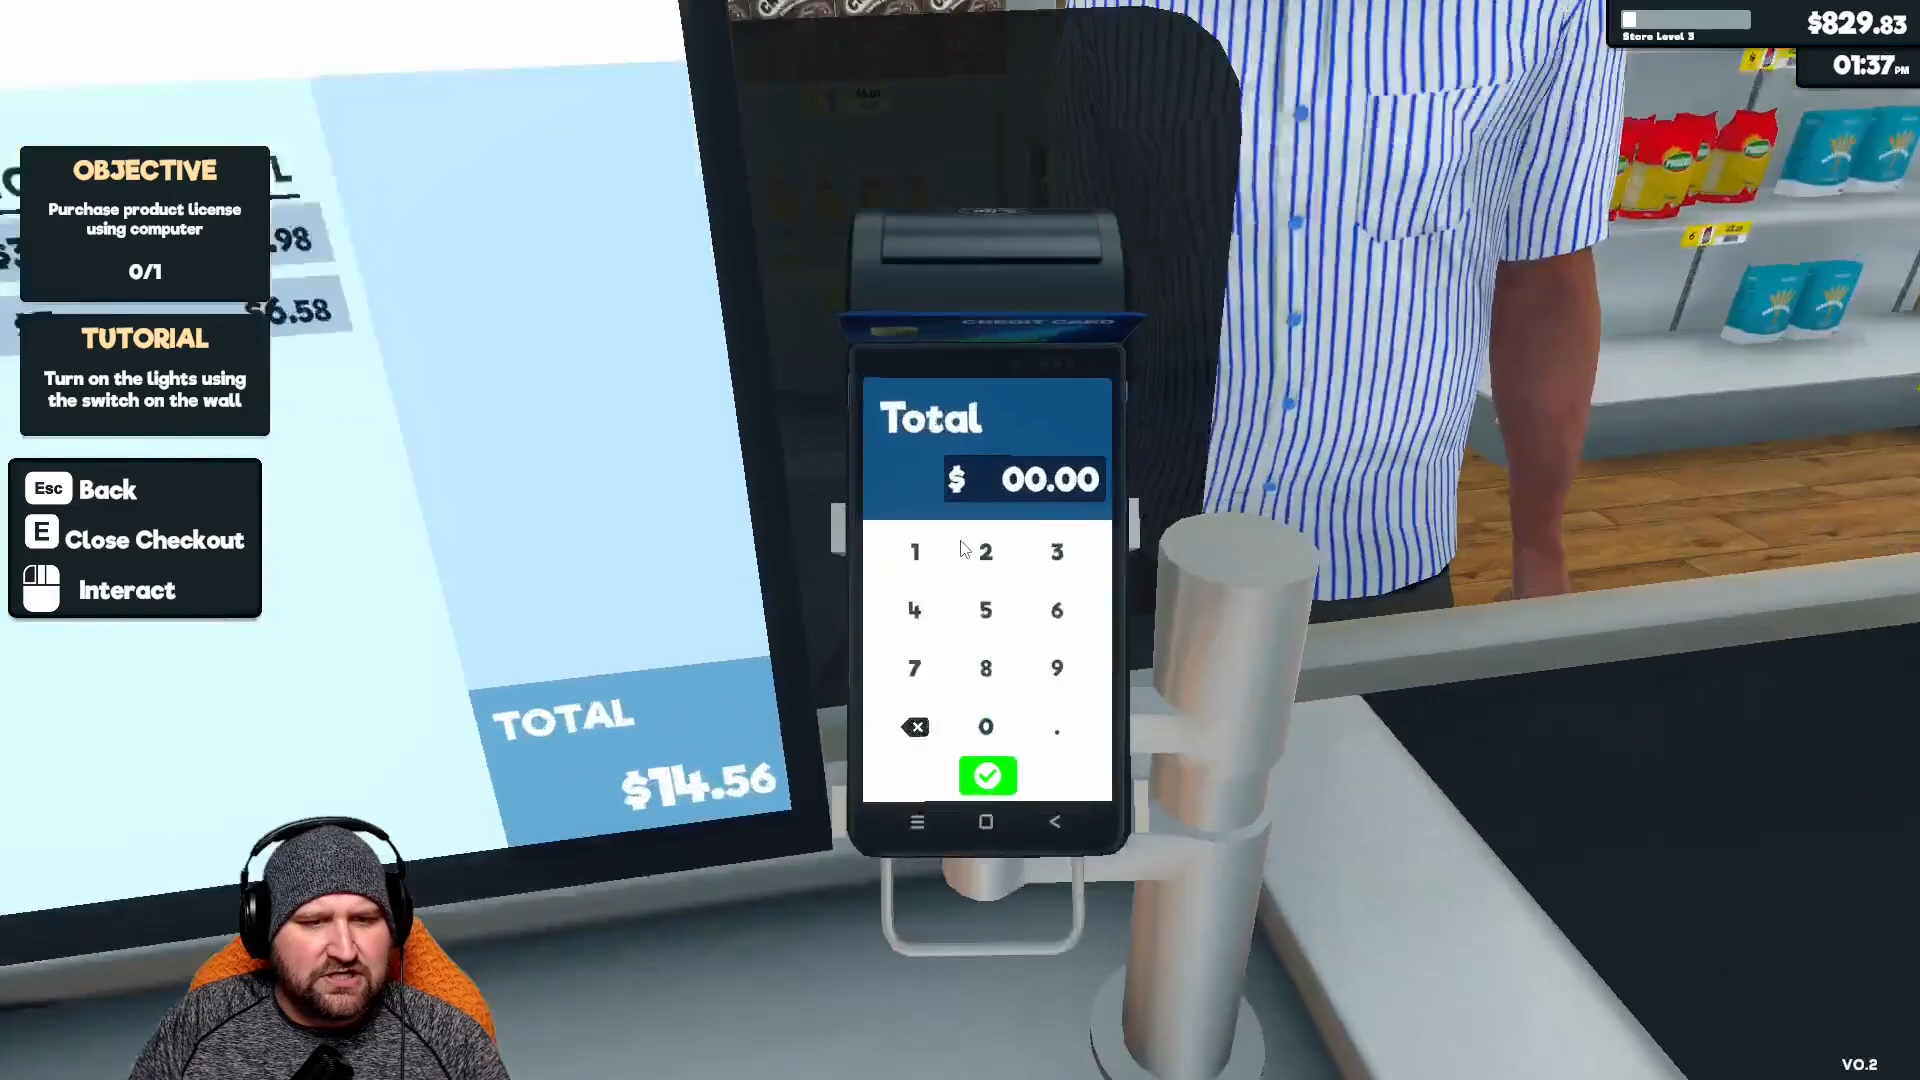 Store Level 3
$829.83
01:37 PM
OBJECTIVE
Purchase product license
using computer
0/1
.98
$6.58
TUTORIAL
Turn on the lights using
the switch on the wall
Esc Back
E Close Checkout
Interact
CREDIT CARD
Total
$ 00.00
1 2 3
4 5 6
7 8 9
0 .
TOTAL
$14.56
V0.2